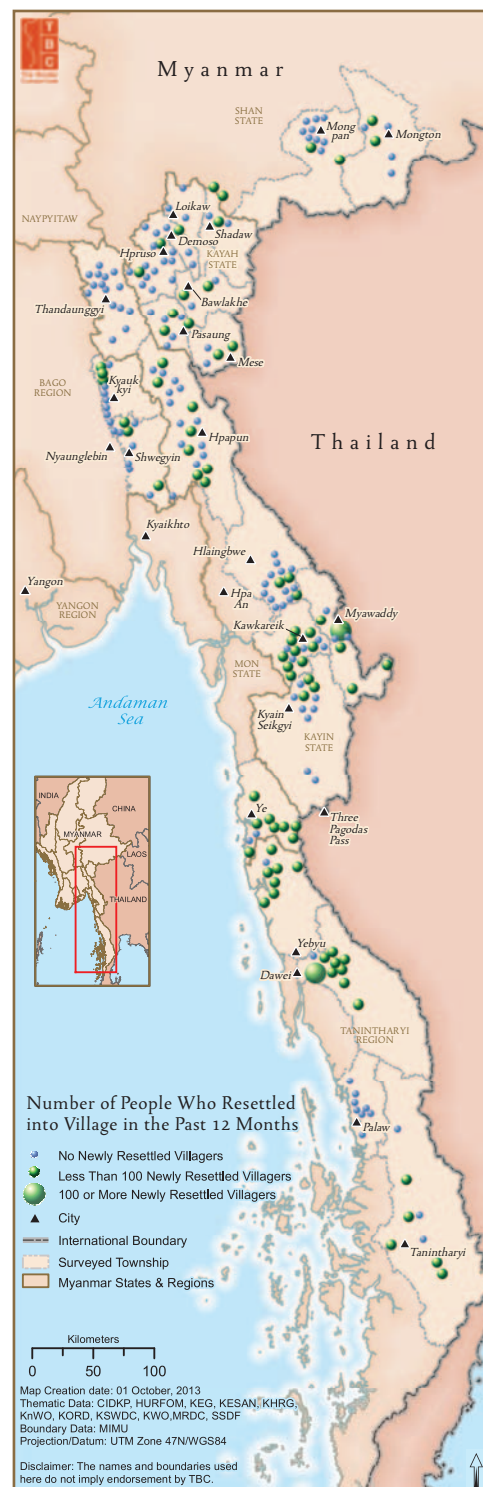 TBC
The Border
Consortium
Myanmar
SHAN
STATE
Mong
pan
Mongton
NAYPYITAW
Loikaw
Shadaw
Demoso
Hpruso
KAYAH
STATE
Bawlakhe
Thandaunggyi
Pasaung
Mese
BAGO
REGION
Kyauk
kyi
Thailand
Hpapun
Nyaunglebin
Shwegyin
Kyaikhto
Hlaingbwe
Yangon
Hpa
An
Myawaddy
YANGON
REGION
Kawkareik
MON
STATE
Andaman
Sea
Kyain
Seikgyi
KAYIN
STATE
Ye
Three
Pagodas
Pass
INDIA
CHINA
MYANMAR
LAOS
THAILAND
Yebyu
Dawei
TANINTHARYI
REGION
Number of People Who Resettled
into Village in the Past 12 Months
Palaw
No Newly Resettled Villagers
Less Than 100 Newly Resettled Villagers
100 or More Newly Resettled Villagers
City
International Boundary
Surveyed Township
Myanmar States & Regions
Tanintharyi
Kilometers
0 50 100
Map Creation date: 01 October, 2013
Thematic Data: CIDKP, HURFOM, KEG, KESAN, KHRG,
KnWO, KORD, KSWDC, KWO,MRDC, SSDF
Boundary Data: MIMU
Projection/Datum: UTM Zone 47N/WGS84
Disclaimer: The names and boundaries used
here do not imply endorsement by TBC.